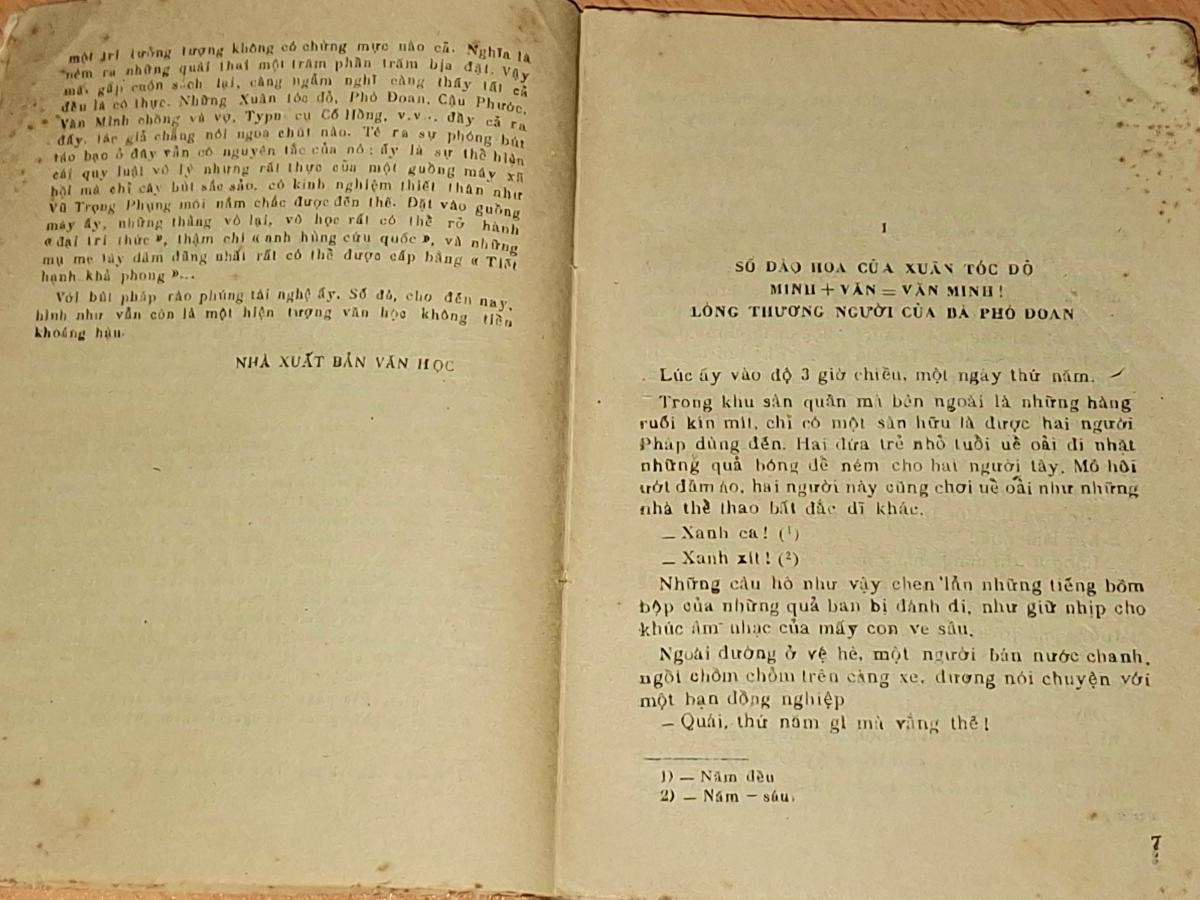 một trí tưởng tượng không có chừng mực nào cả. Nghĩa là
ném ra những quái thai một trăm phần trăm bịa đặt. Vậy
mà, gấp cuốn sách lại, càng ngẫm nghĩ càng thấy tất cả
đều là có thực. Những Xuân tóc đỏ, Phó Đoan, Cậu Phước,
Văn Minh chồng và vợ, Typn cụ Cố Hồng, v.v... đầy cả ra
đấy, tác giả chẳng nói ngoa chút nào. Té ra sự phóng bút
táo bạo ở đây vẫn có nguyên tắc của nó: ấy là sự thể hiện
cái quy luật vô lý nhưng rất thực của một guồng máy xã
hội mà chỉ cây bút sắc sảo, có kinh nghiệm thiết thân như
Vũ Trọng Phụng mới nắm chắc được đến thế. Đặt vào guồng
máy ấy, những thằng vô lại, vô học rất có thể rở hành
« đại trí thức », thậm chí « anh hùng cứu quốc », và những
mụ me tây dâm đãng nhất rất có thể được cấp bằng « Tiết
hạnh khả phong »...
Với bút pháp trào phúng tài nghệ ấy. Số đỏ, cho đến nay,
hình như vẫn còn là một hiện tượng văn học không tiền
khoáng hậu.
NHÀ XUẤT BẢN VĂN HỌC
I
SỐ ĐÀO HOA CỦA XUÂN TÓC ĐỎ
MINH + VĂN = VĂN MINH!
LÒNG THƯƠNG NGƯỜI CỦA BÀ PHÓ ĐOAN
Lúc ấy vào độ 3 giờ chiều, một ngày thứ năm.
Trong khu sân quần mà bên ngoài là những hàng
ruối kín mít, chỉ có một sân hữu là được hai người
Pháp dùng đến. Hai đứa trẻ nhỏ tuổi uể oải đi nhặt
những quả bóng để ném cho hai người tây. Mồ hôi
ướt đầm áo, hai người này cũng chơi uể oải như những
nhà thể thao bất đắc dĩ khác.
— Xanh ca! (1)
— Xanh xít! (2)
Những câu hô như vậy chen lẫn những tiếng bồm
bộp của những quả ban bị đánh đi, như giữ nhịp cho
khúc âm nhạc của mấy con ve sầu.
Ngoài đường ở vệ hè, một người bán nước chanh,
ngồi chồm chồm trên càng xe, đương nói chuyện với
một bạn đồng nghiệp
— Quái, thứ năm gì mà vắng thế!
1) — Năm đều
2) — Năm – sáu.
7